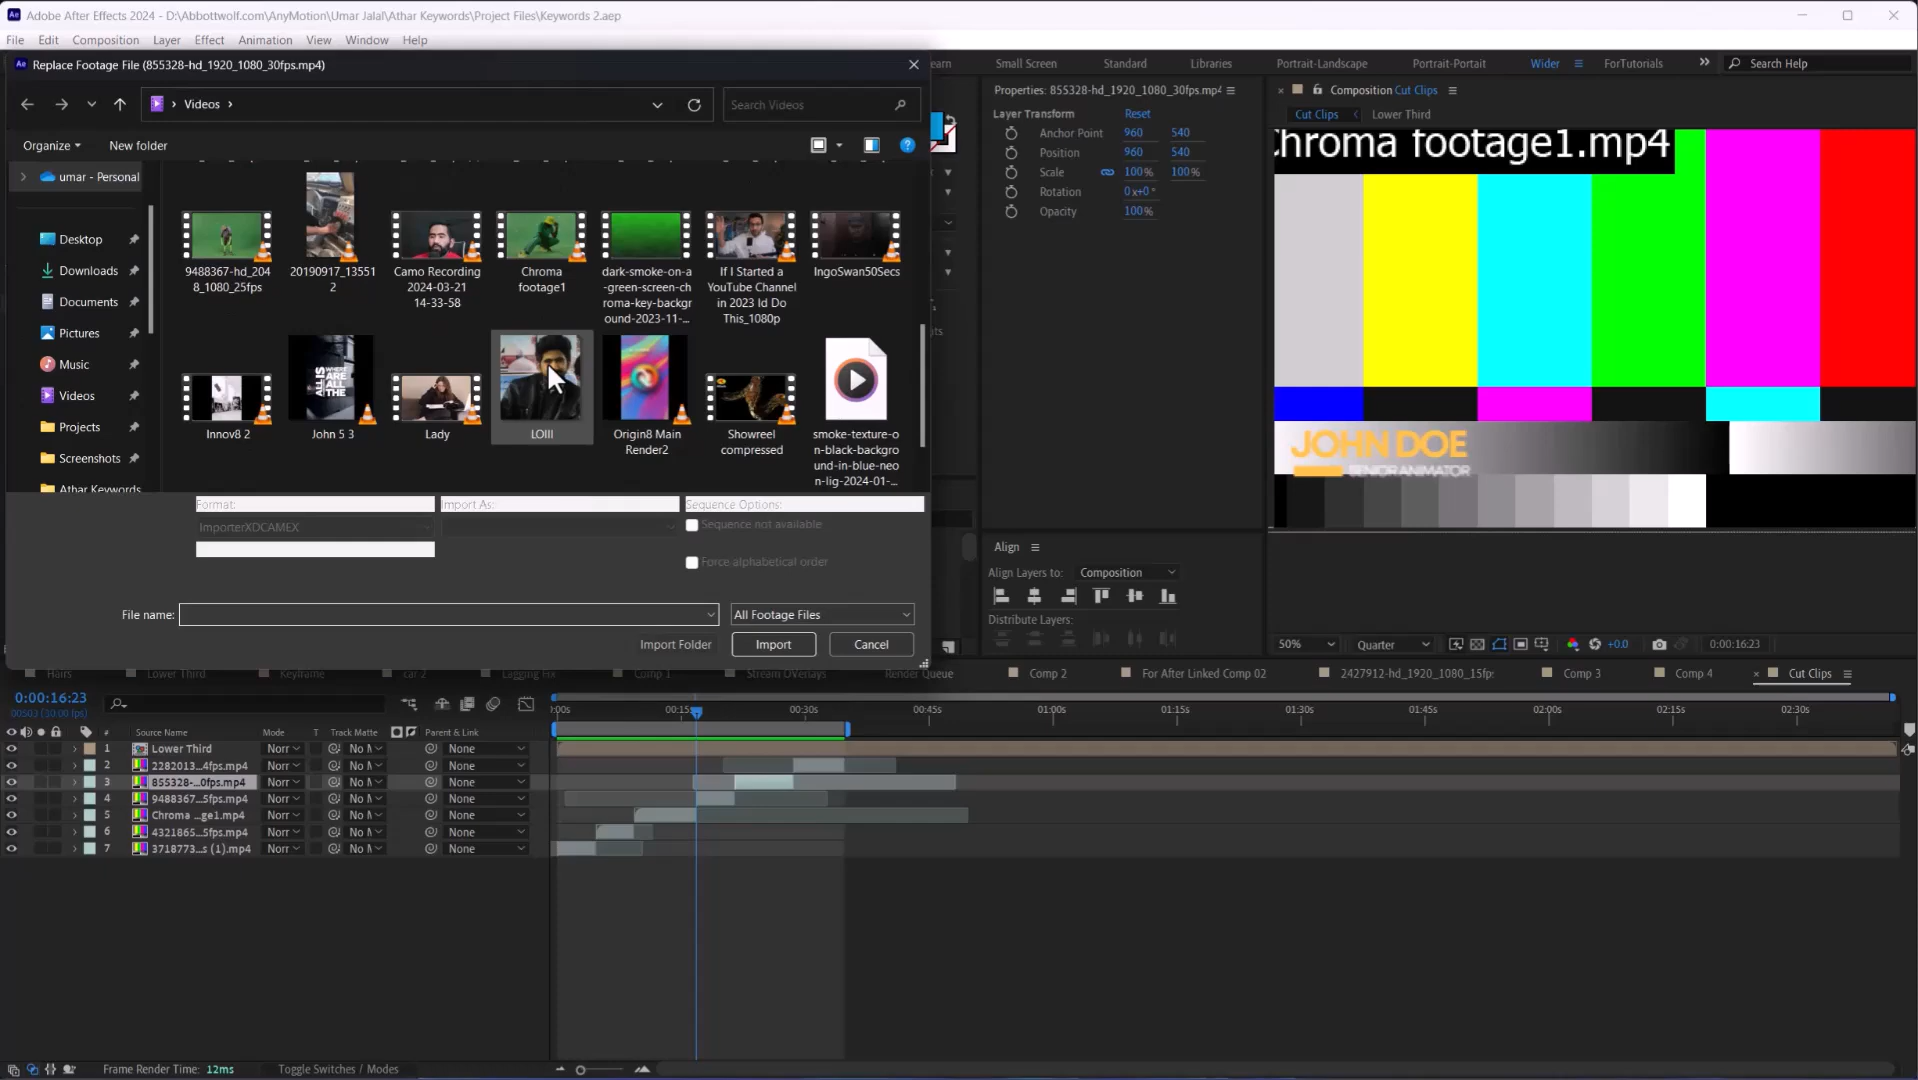 Adobe After Effects 2024 - D:\Abbottwolf.com\AnyMotion\Umar Jalal\Athar Keywords\Project Files\Keywords 2.aep
File Edit Composition Layer Effect Animation View Window Help
Replace Footage File (855328-hd_1920_1080_30fps.mp4)
earn Small Screen Standard Libraries Portrait-Landscape Portrait-Portait Wider ForTutorials Search Help
Videos
Search Videos
Organize New folder
umar - Personal
Desktop
Downloads
Documents
Pictures
Music
Videos
Projects
Screenshots
Athar Keywords
9488367-hd_204
8_1080_25fps
20190917_13551
2
Camo Recording
2024-03-21
14-33-58
Chroma
footage1
dark-smoke-on-a
-green-screen-ch
roma-key-backgr
ound-2023-11-...
If I Started a
YouTube Channel
in 2023 Id Do
This_1080p
IngoSwan50Secs
ALL IS
WHERE
ARE ALL
THE
Innov8 2
John 5 3
Lady
LOIII
Origin8 Main
Render2
Showreel
compressed
smoke-texture-o
n-black-backgro
und-in-blue-neo
n-lig-2024-01-...
Format:
Import As:
Sequence Options:
ImporterXDCAMEX
Sequence not available
Force alphabetical order
File name:
All Footage Files
Import Folder Import Cancel
Properties: 855328-hd_1920_1080_30fps.mp4
Layer Transform Reset
Anchor Point 960 540
Position 960 540
Scale 100% 100%
Rotation 0x+0°
Opacity 100%
Align
Align Layers to: Composition
Distribute Layers:
Composition Cut Clips
Cut Clips Lower Third
Chroma footage1.mp4
JOHN DOE
SENIOR ANIMATOR
50% Quarter +0.0 0:00:16:23
Hairs Lower Third Keyframe car 2 Lagging Fix Comp 1 Stream OVerlays Render Queue Comp 2 For After Linked Comp 02 2427912-hd_1920_1080_15fp: Comp 3 Comp 4 Cut Clips
0:00:16:23
00503 (30.00 fps)
:00s 00:15s 00:30s 00:45s 01:00s 01:15s 01:30s 01:45s 02:00s 02:15s 02:30s
# Source Name Mode T Track Matte Parent & Link
1 Lower Third Norr No M None
2 2282013...4fps.mp4 Norr No M None
3 855328-...0fps.mp4 Norr No M None
4 9488367...5fps.mp4 Norr No M None
5 Chroma ...ge1.mp4 Norr No M None
6 4321865...5fps.mp4 Norr No M None
7 3718773...s (1).mp4 Norr No M None
Frame Render Time: 12ms Toggle Switches / Modes